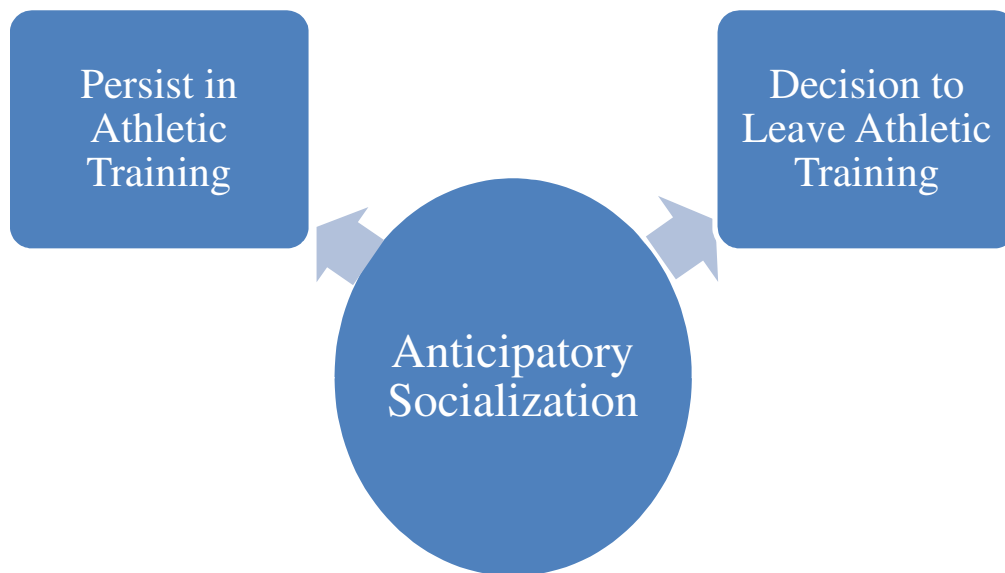 Persist in
Athletic
Training
Decision to
Leave Athletic
Training
Anticipatory
Socialization